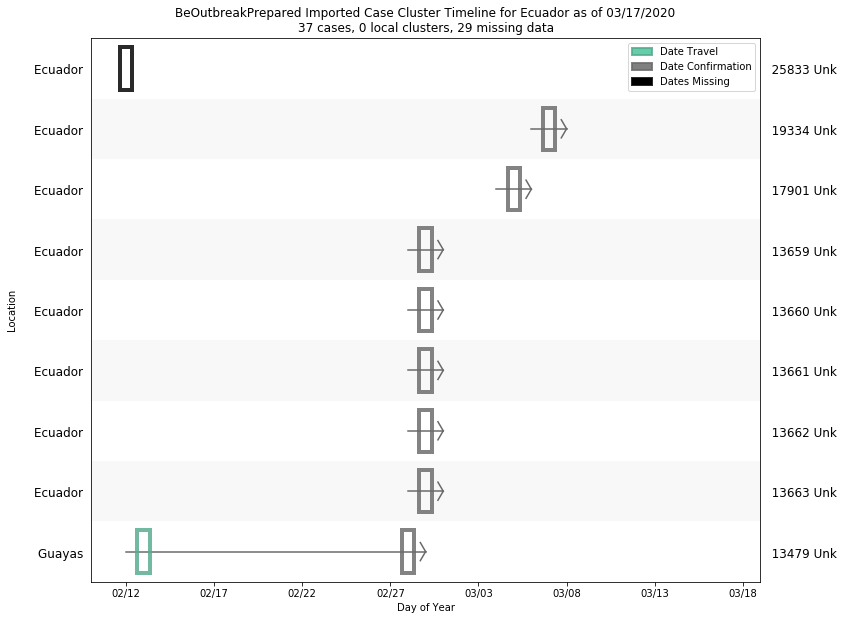 BeOutbreakPrepared Imported Case Cluster Timeline for Ecuador as of 03/17/2020
37 cases, 0 local clusters, 29 missing data
Date Travel
Date Confirmation
Dates Missing
Ecuador 25833 Unk
Ecuador 19334 Unk
Ecuador 17901 Unk
Ecuador 13659 Unk
Ecuador 13660 Unk
Ecuador 13661 Unk
Ecuador 13662 Unk
Ecuador 13663 Unk
Guayas 13479 Unk
Location
02/12 02/17 02/22 02/27 03/03 03/08 03/13 03/18
Day of Year